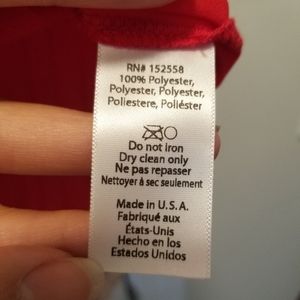 RN# 152558
100% Polyester,
Polyester, Polyester,
Poliestere, Poliéster
Do not iron
Dry clean only
Ne pas repasser
Nettoyer à sec seulement
Made in U.S.A.
Fabriqué aux
États-Unis
Hecho en los
Estados Unidos